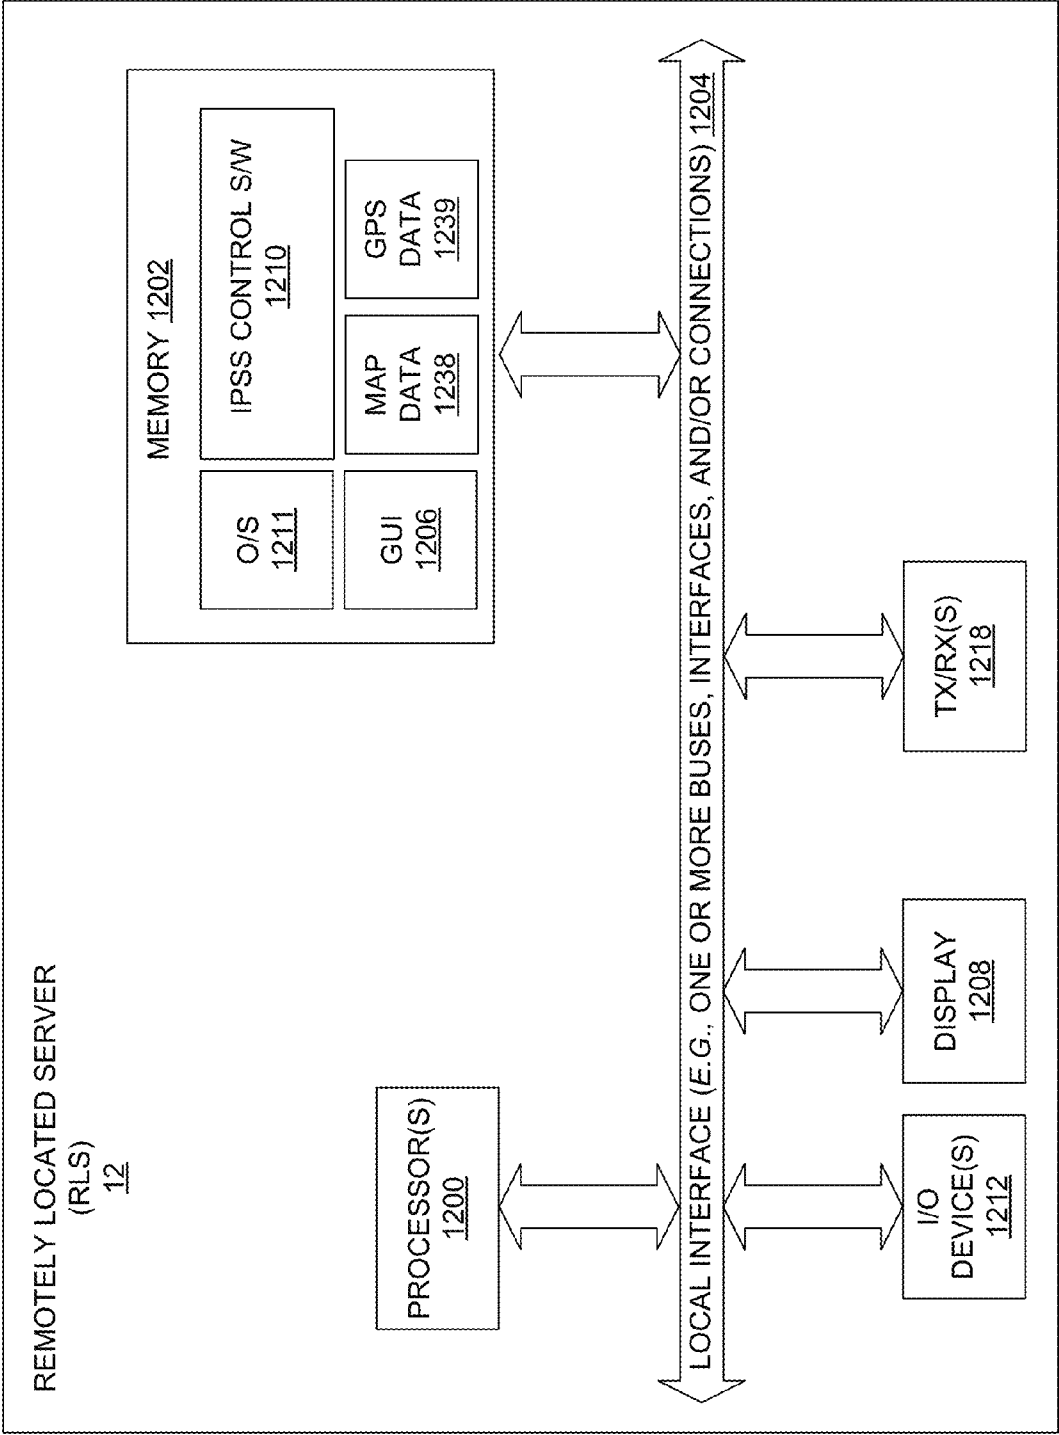 REMOTELY LOCATED SERVER
(RLS)
12
MEMORY 1202
O/S
1211
IPSS CONTROL S/W
1210
GUI
1206
MAP
DATA
1238
GPS
DATA
1239
PROCESSOR(S)
1200
LOCAL INTERFACE (E.G., ONE OR MORE BUSES, INTERFACES, AND/OR CONNECTIONS) 1204
I/O
DEVICE(S)
1212
DISPLAY
1208
TX/RX(S)
1218